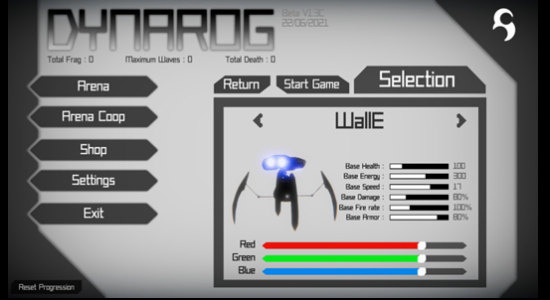 DYNAROG
Beta V1.3C
22/06/2021
Total Frag : 0 Maximum Waves : 0 Total Death : 0
Arena
Arena Coop
Shop
Settings
Exit
Reset Progression
Return Start Game Selection
WallE
Base Health : 100
Base Energy : 300
Base Speed : 17
Base Damage : 80%
Base Fire rate : 100%
Base Armor : 80%
Red
Green
Blue